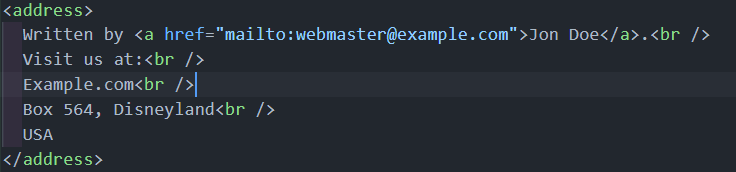 <address>
Written by <a href="mailto:webmaster@example.com">Jon Doe</a>.<br />
Visit us at:<br />
Example.com<br />
Box 564, Disneyland<br />
USA
</address>